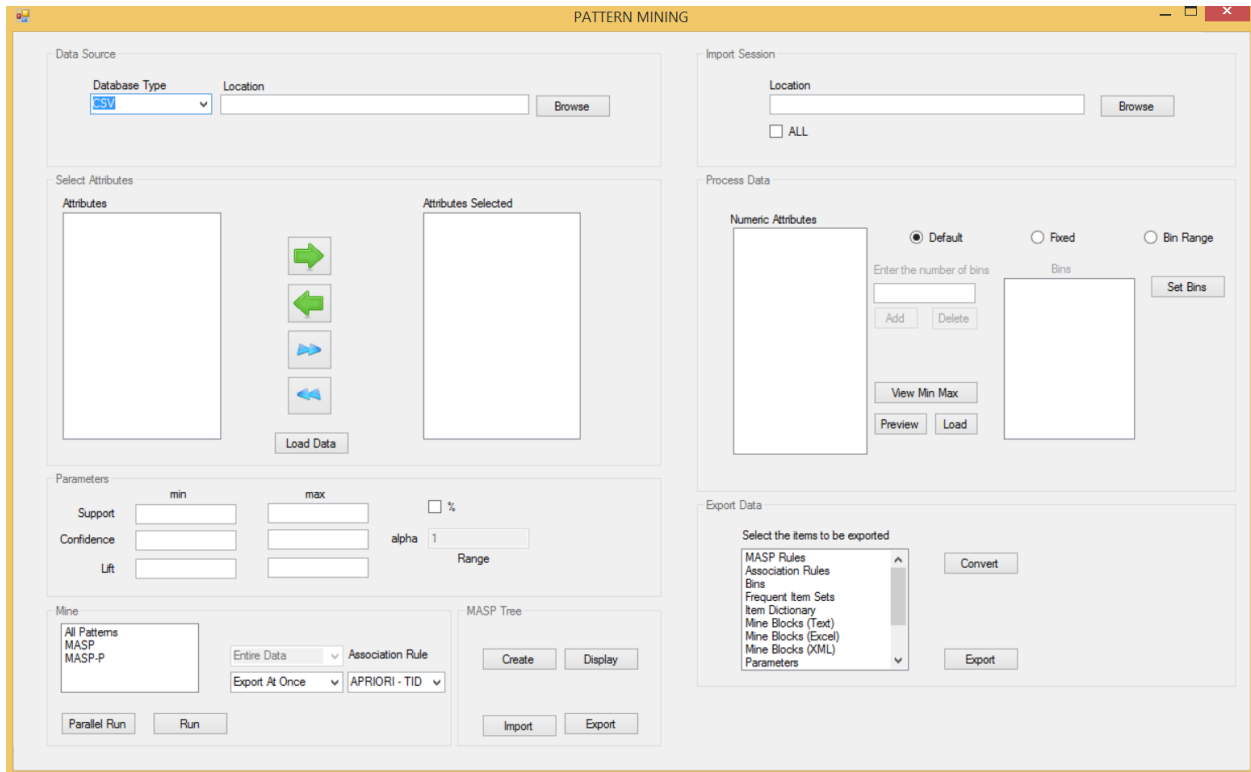 PATTERN MINING
Data Source
Database Type
Location
CSV
Browse
Import Session
Location
Browse
ALL
Select Attributes
Attributes
Attributes Selected
Load Data
Process Data
Numeric Attributes
Default
Fixed
Bin Range
Enter the number of bins
Bins
Set Bins
Add
Delete
View Min Max
Preview
Load
Parameters
min
max
Support
%
Confidence
alpha
1
Lift
Range
Export Data
Select the items to be exported
MASP Rules
Association Rules
Bins
Frequent Item Sets
Item Dictionary
Mine Blocks (Text)
Mine Blocks (Excel)
Mine Blocks (XML)
Parameters
Convert
Export
Mine
All Patterns
MASP
MASP-P
Entire Data
Association Rule
Export At Once
APRIORI - TID
Parallel Run
Run
MASP Tree
Create
Display
Import
Export